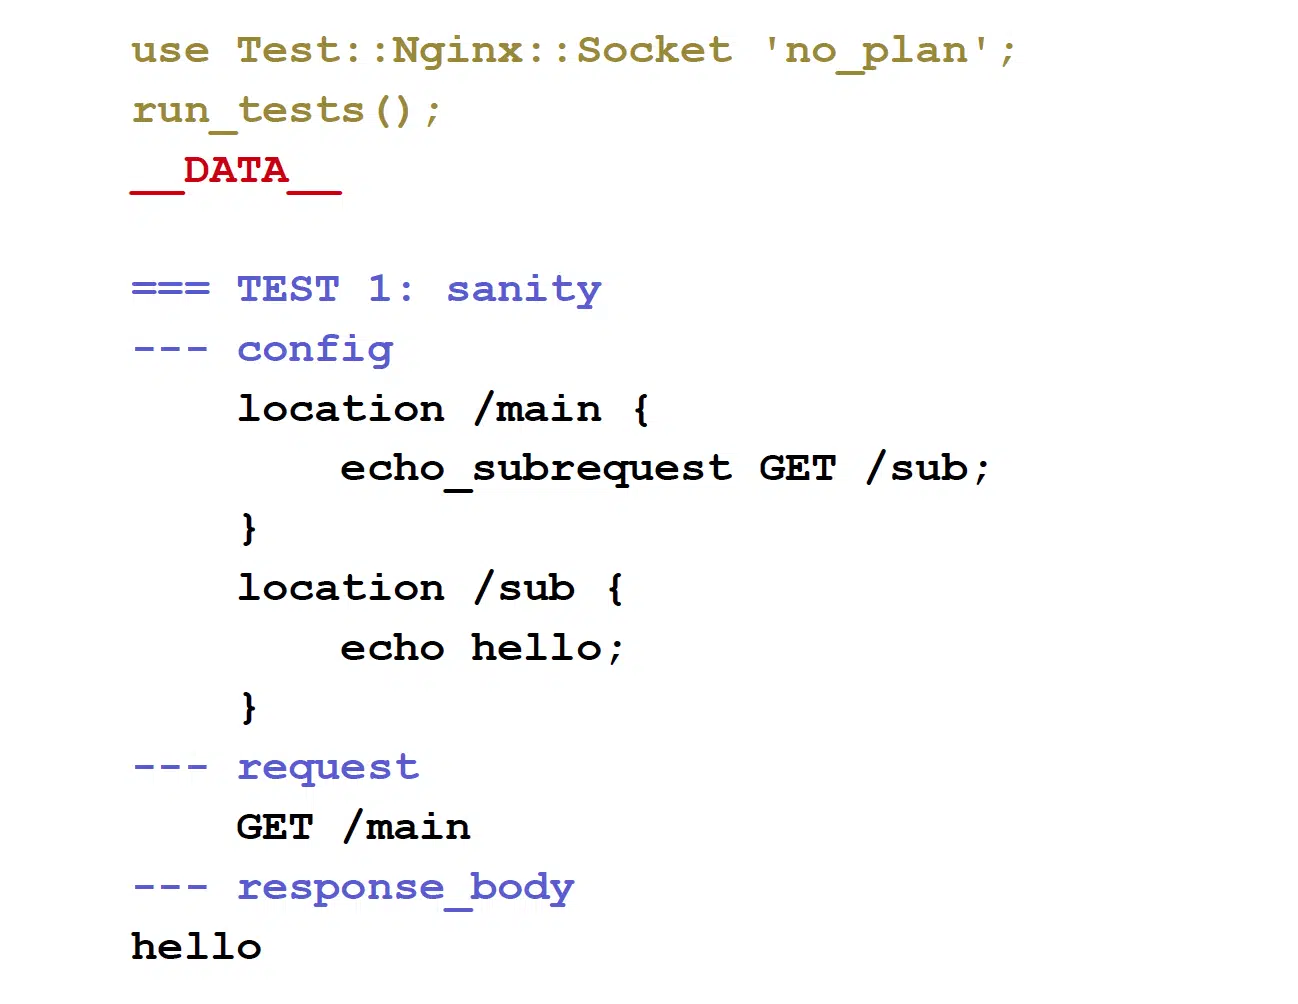 use Test::Nginx::Socket 'no_plan';
run_tests();
__DATA__

=== TEST 1: sanity
--- config
    location /main {
        echo_subrequest GET /sub;
    }
    location /sub {
        echo hello;
    }
--- request
    GET /main
--- response_body
hello